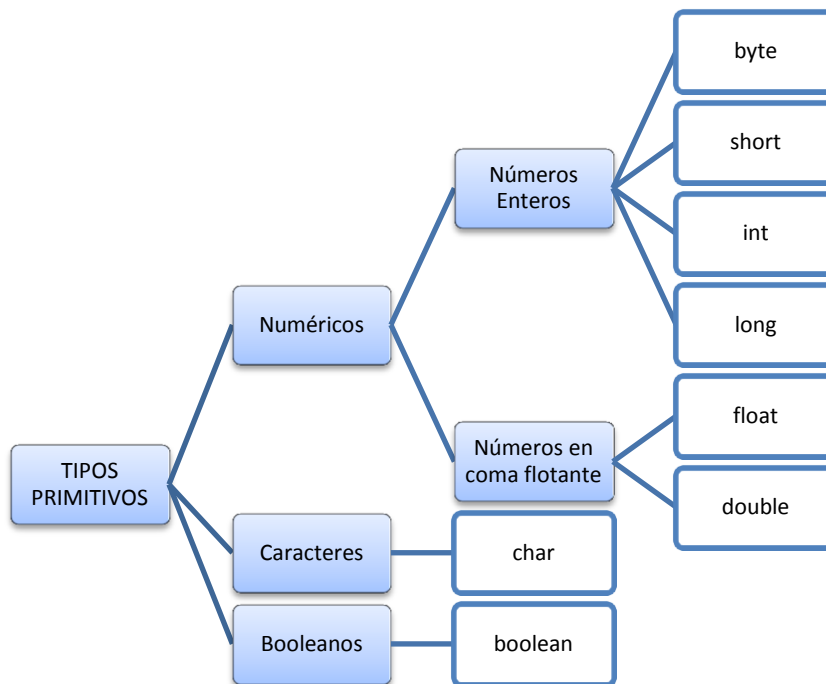 TIPOS
PRIMITIVOS
Numéricos
Números
Enteros
byte
short
int
long
Números en
coma flotante
float
double
Caracteres
char
Booleanos
boolean